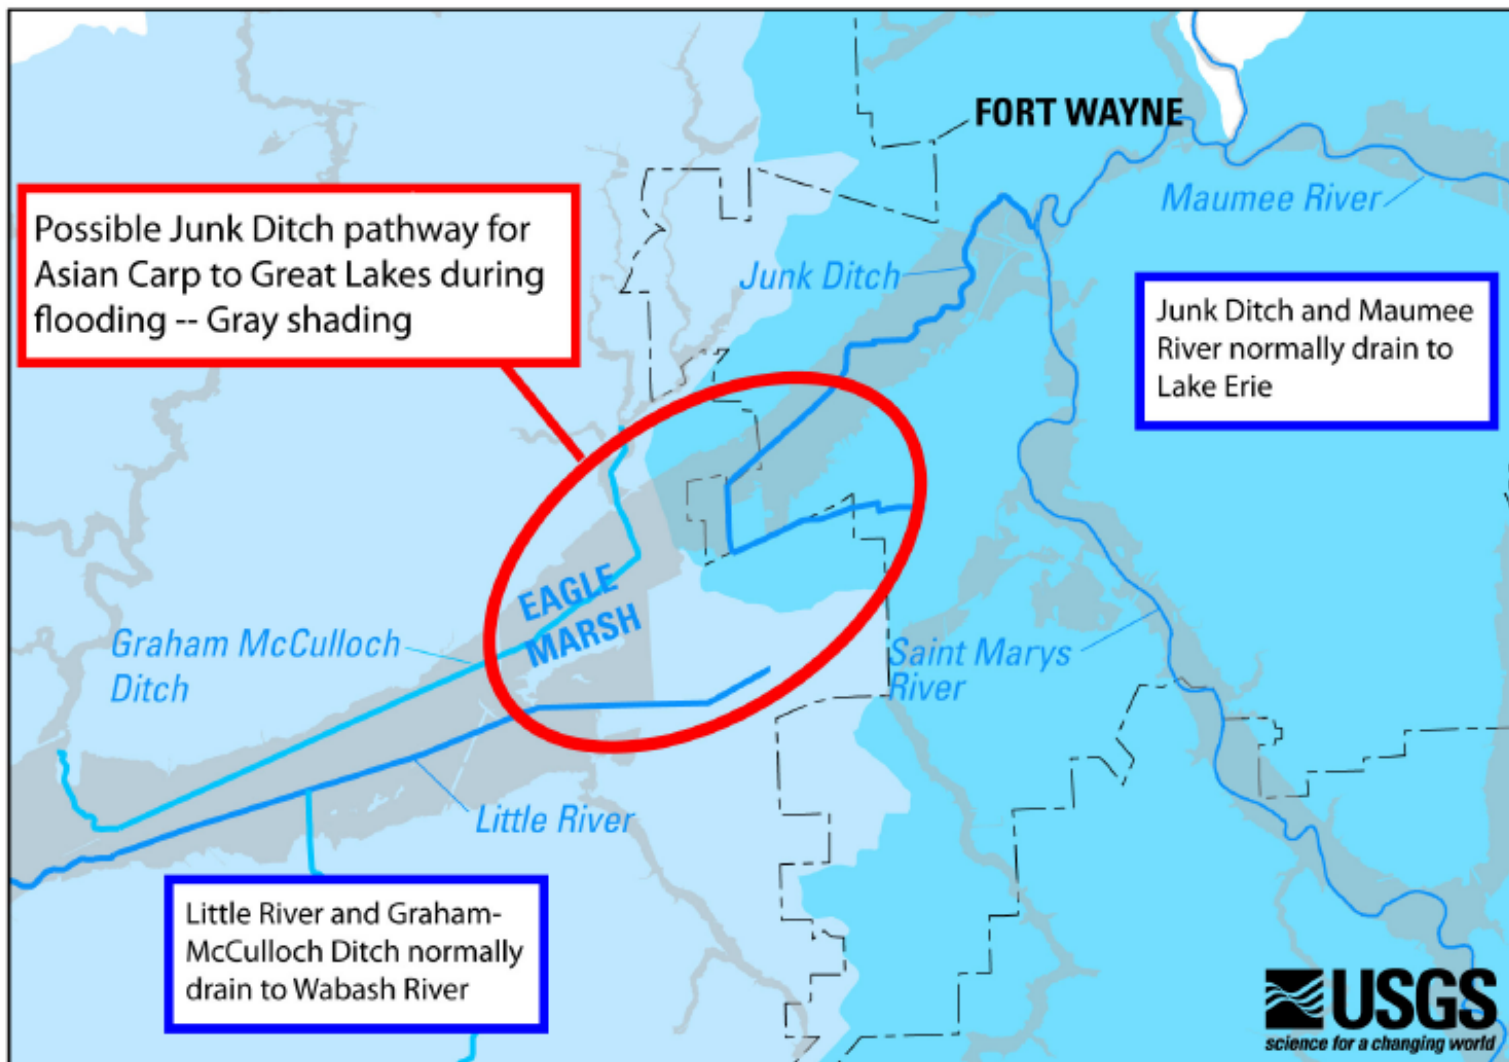 FORT WAYNE
Maumee River
Possible Junk Ditch pathway for
Asian Carp to Great Lakes during
flooding -- Gray shading
Junk Ditch
Junk Ditch and Maumee
River normally drain to
Lake Erie
EAGLE
MARSH
Graham McCulloch
Ditch
Saint Marys
River
Little River
Little River and Graham-
McCulloch Ditch normally
drain to Wabash River
USGS
science for a changing world